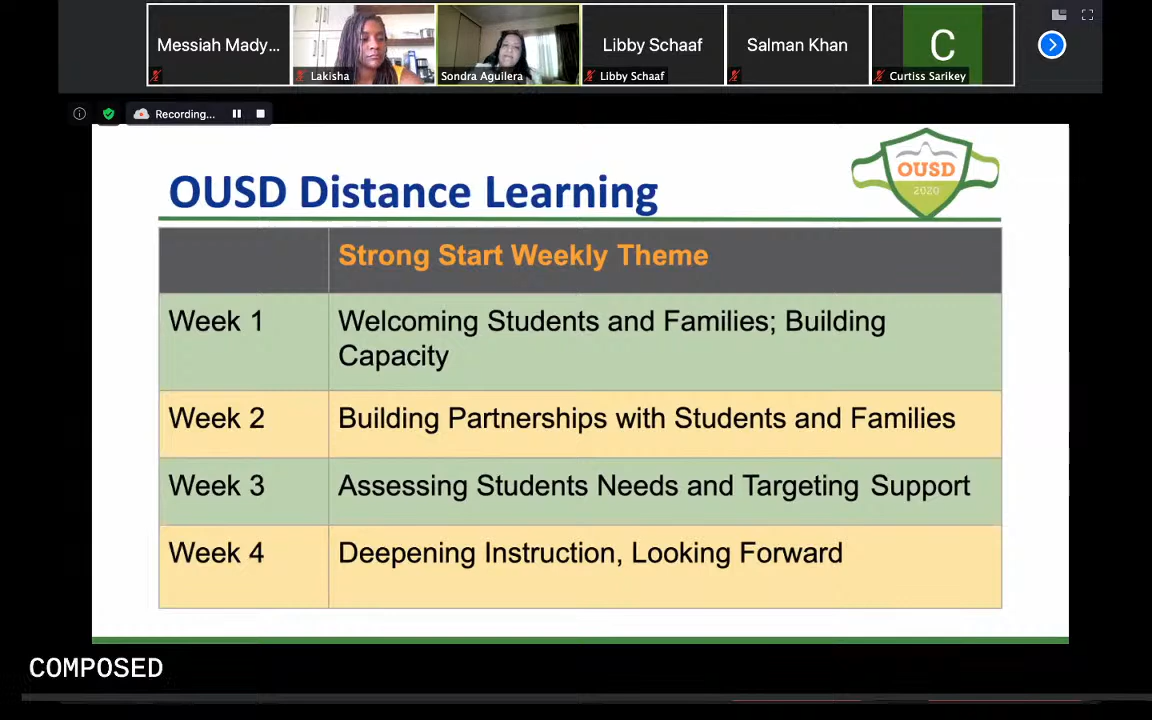 Messiah Mady...
Lakisha
Sondra Aguilera
Libby Schaaf
Libby Schaaf
Salman Khan
C
Curtiss Sarikey
Recording...
OUSD Distance Learning
OUSD
2020
Strong Start Weekly Theme
Week 1
Welcoming Students and Families; Building
Capacity
Week 2
Building Partnerships with Students and Families
Week 3
Assessing Students Needs and Targeting Support
Week 4
Deepening Instruction, Looking Forward
COMPOSED